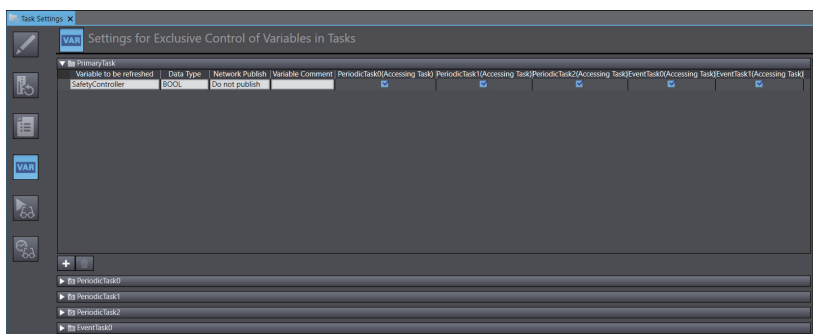 Task Settings X
VAR Settings for Exclusive Control of Variables in Tasks
PrimaryTask
Variable to be refreshed | Data Type | Network Publish | Variable Comment | PeriodicTask0(Accessing Task) PeriodicTask1(Accessing Task) PeriodicTask2(Accessing Task) EventTask0(Accessing Task) EventTask1(Accessing Task)
SafetyController BOOL Do not publish
VAR
+
PeriodicTask0
PeriodicTask1
PeriodicTask2
EventTask0